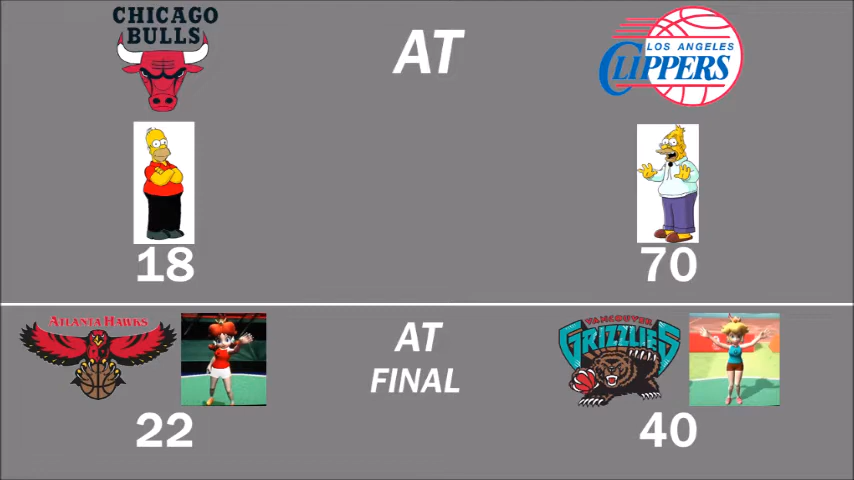 CHICAGO
BULLS
AT
LOS ANGELES
CLIPPERS
18
70
ATLANTA HAWKS
AT
FINAL
VANCOUVER
GRIZZLIES
22
40